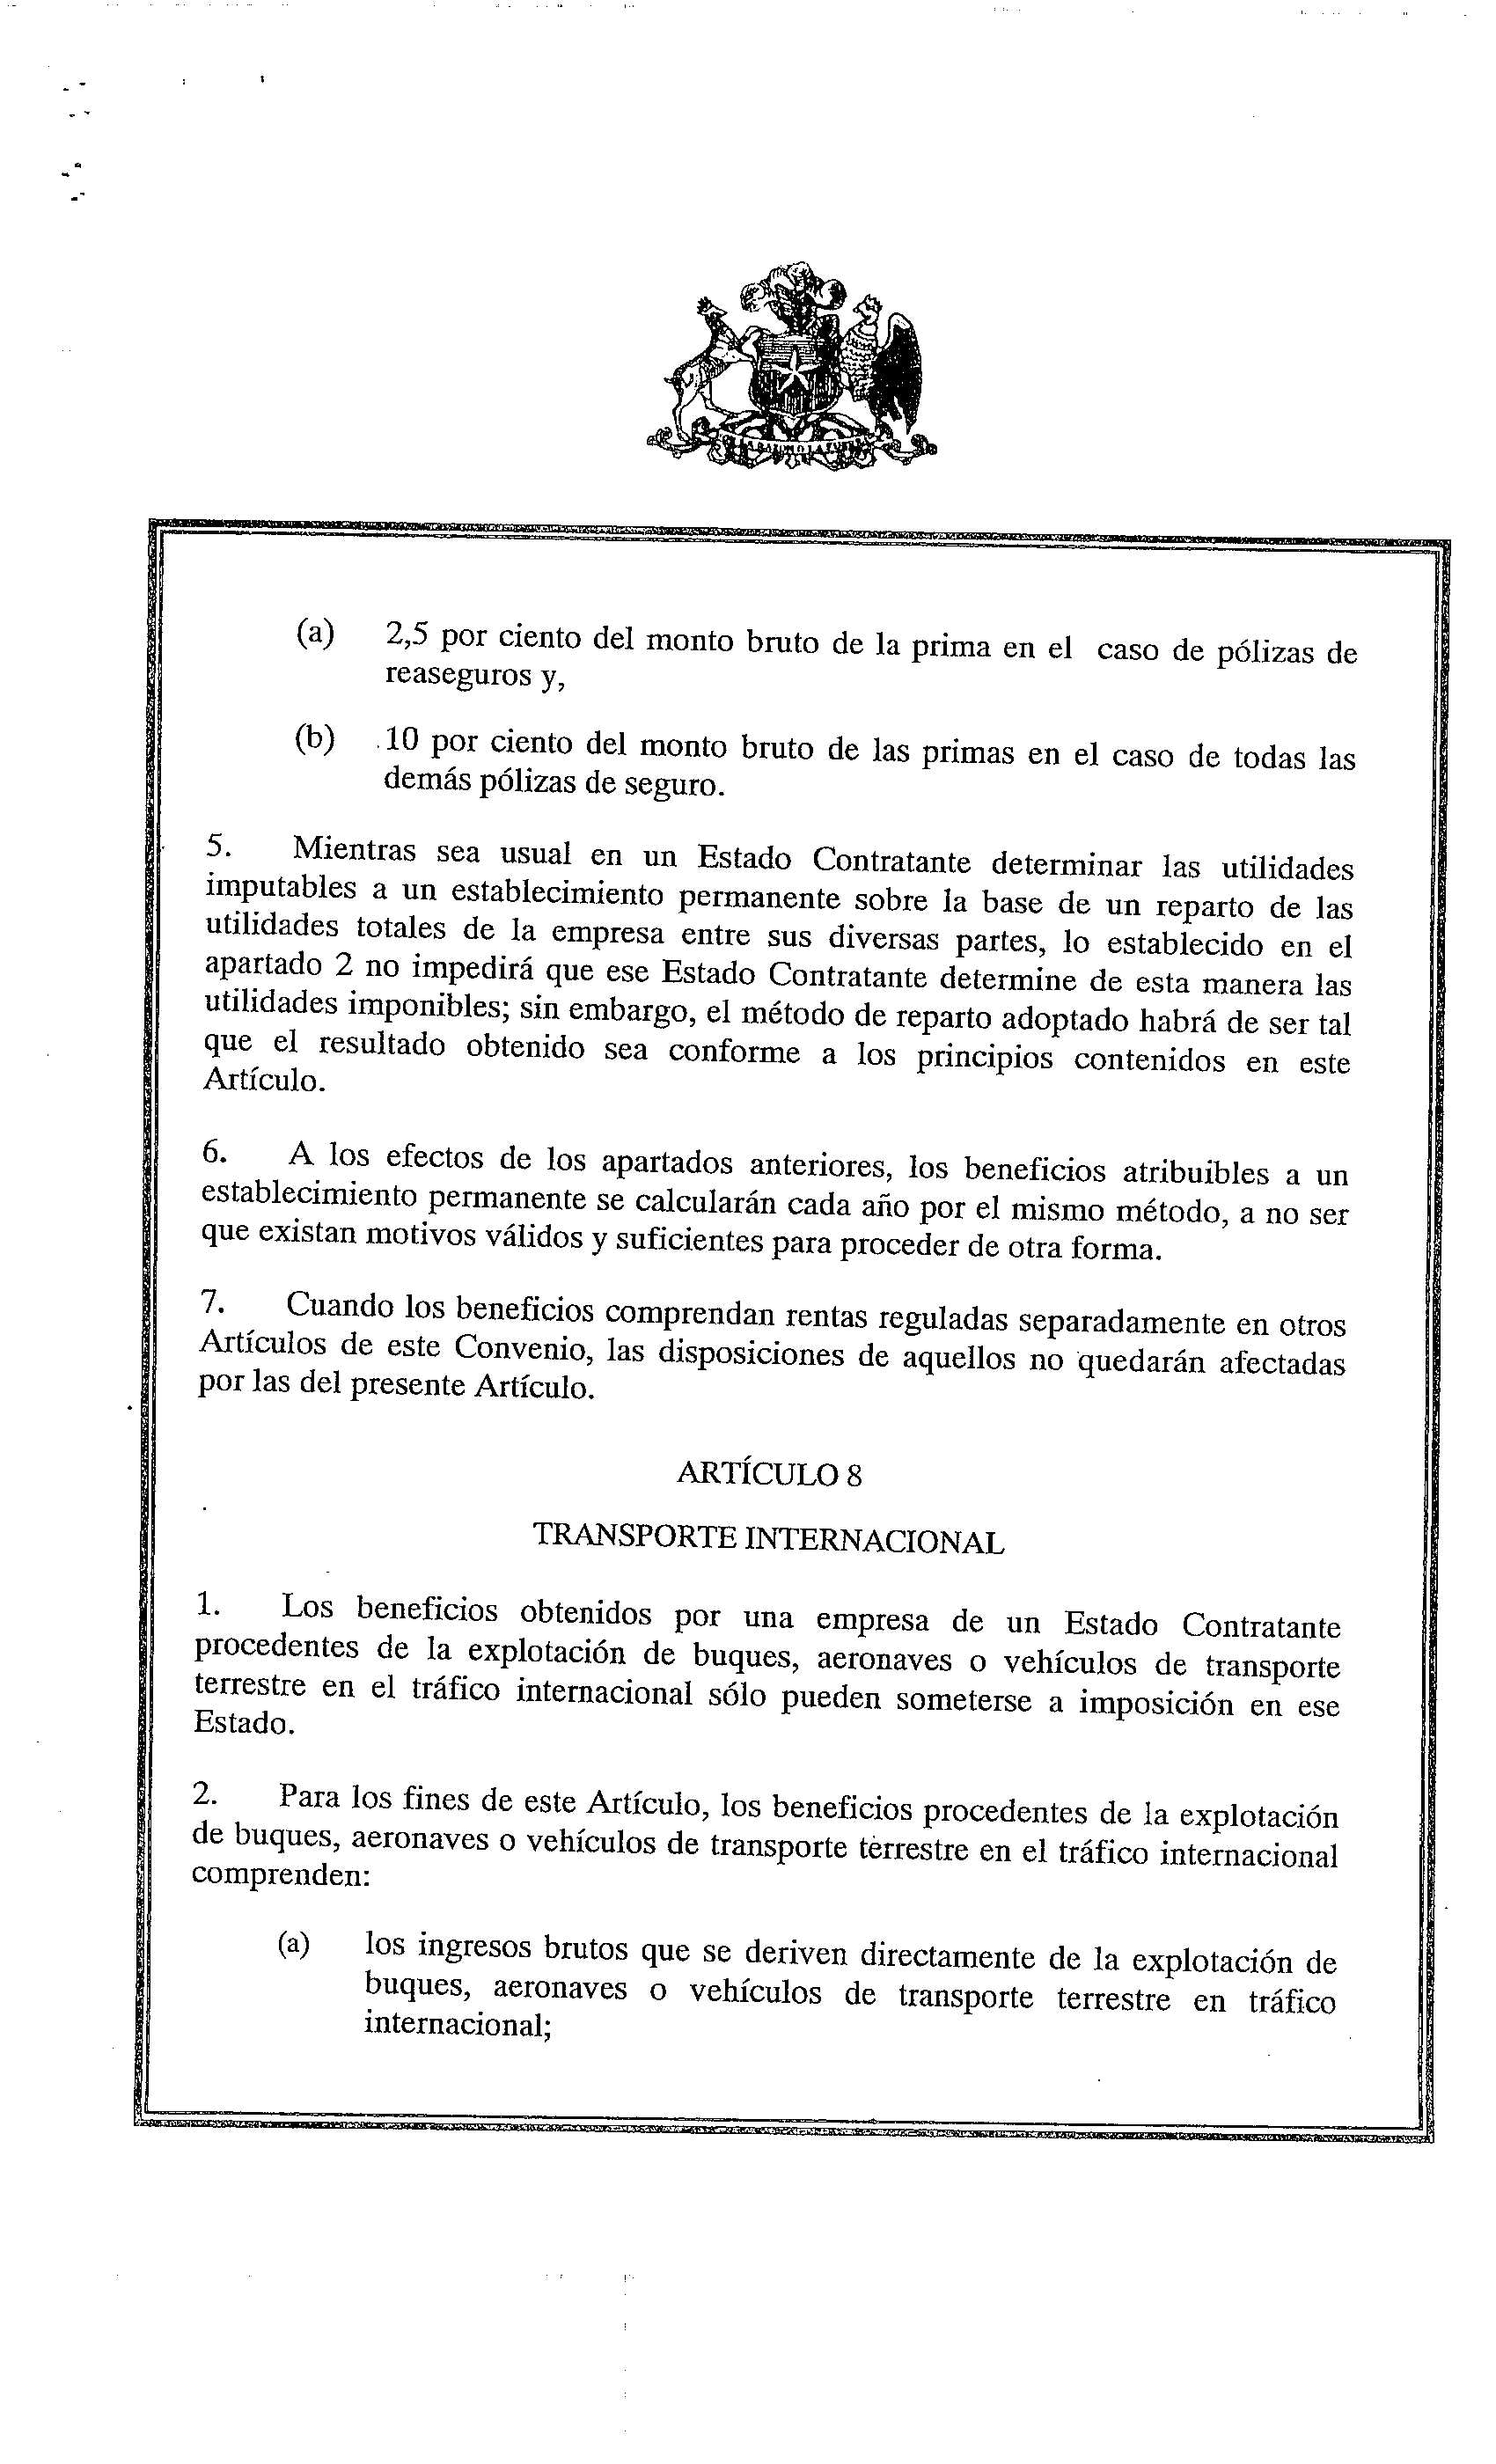 (a) 2,5 por ciento del monto bruto de la prima en el caso de pólizas de
reaseguros y,
(b) 10 por ciento del monto bruto de las primas en el caso de todas las
demás pólizas de seguro.
5. Mientras sea usual en un Estado Contratante determinar las utilidades
imputables a un establecimiento permanente sobre la base de un reparto de las
utilidades totales de la empresa entre sus diversas partes, lo establecido en el
apartado 2 no impedirá que ese Estado Contratante determine de esta manera las
utilidades imponibles; sin embargo, el método de reparto adoptado habrá de ser tal
que el resultado obtenido sea conforme a los principios contenidos en este
Artículo.
6. A los efectos de los apartados anteriores, los beneficios atribuibles a un
establecimiento permanente se calcularán cada año por el mismo método, a no ser
que existan motivos válidos y suficientes para proceder de otra forma.
7. Cuando los beneficios comprendan rentas reguladas separadamente en otros
Artículos de este Convenio, las disposiciones de aquellos no quedarán afectadas
por las del presente Artículo.
ARTÍCULO 8
TRANSPORTE INTERNACIONAL
1. Los beneficios obtenidos por una empresa de un Estado Contratante
procedentes de la explotación de buques, aeronaves o vehículos de transporte
terrestre en el tráfico internacional sólo pueden someterse a imposición en ese
Estado.
2. Para los fines de este Artículo, los beneficios procedentes de la explotación
de buques, aeronaves o vehículos de transporte terrestre en el tráfico internacional
comprenden:
(a) los ingresos brutos que se deriven directamente de la explotación de
buques, aeronaves o vehículos de transporte terrestre en tráfico
internacional;